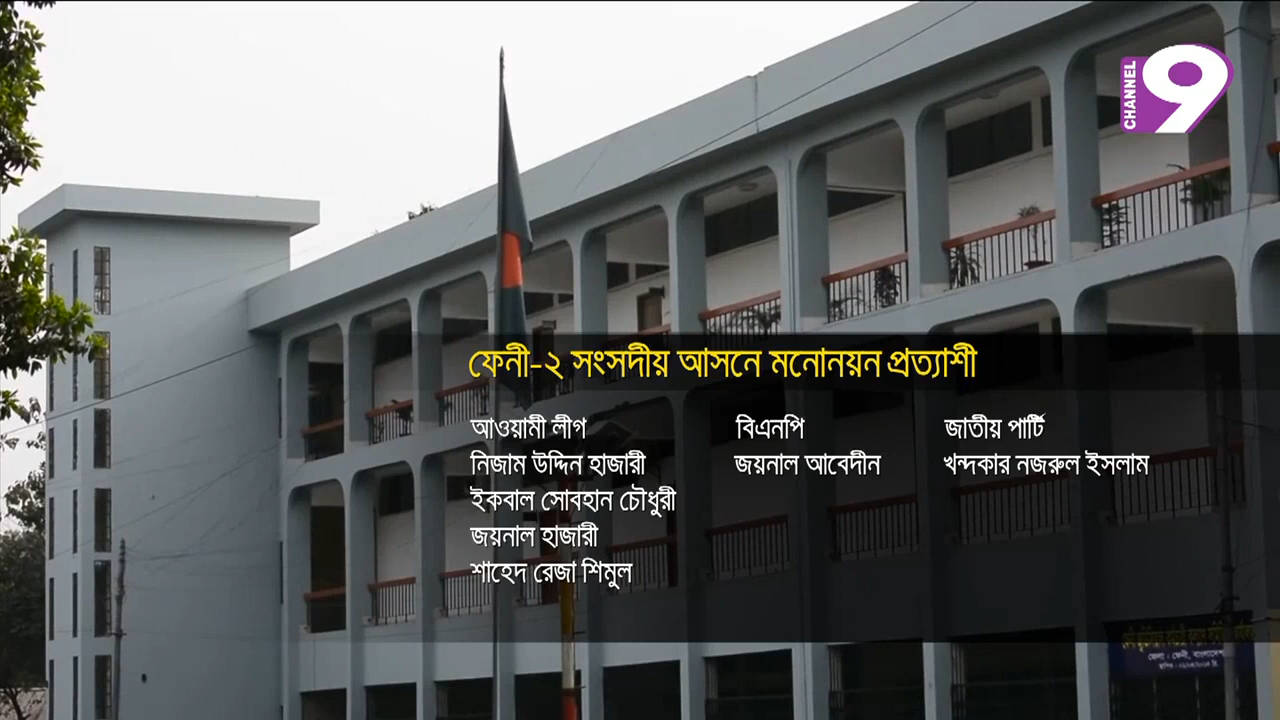 CHANNEL 9
ফেনী-২ সংসদীয় আসনে মনোনয়ন প্রত্যাশী
আওয়ামী লীগ
নিজাম উদ্দিন হাজারী
ইকবাল সোবহান চৌধুরী
জয়নাল হাজারী
শাহেদ রেজা শিমুল
বিএনপি
জয়নাল আবেদীন
জাতীয় পার্টি
খন্দকার নজরুল ইসলাম
জেলা : ফেনী, বাংলাদেশ